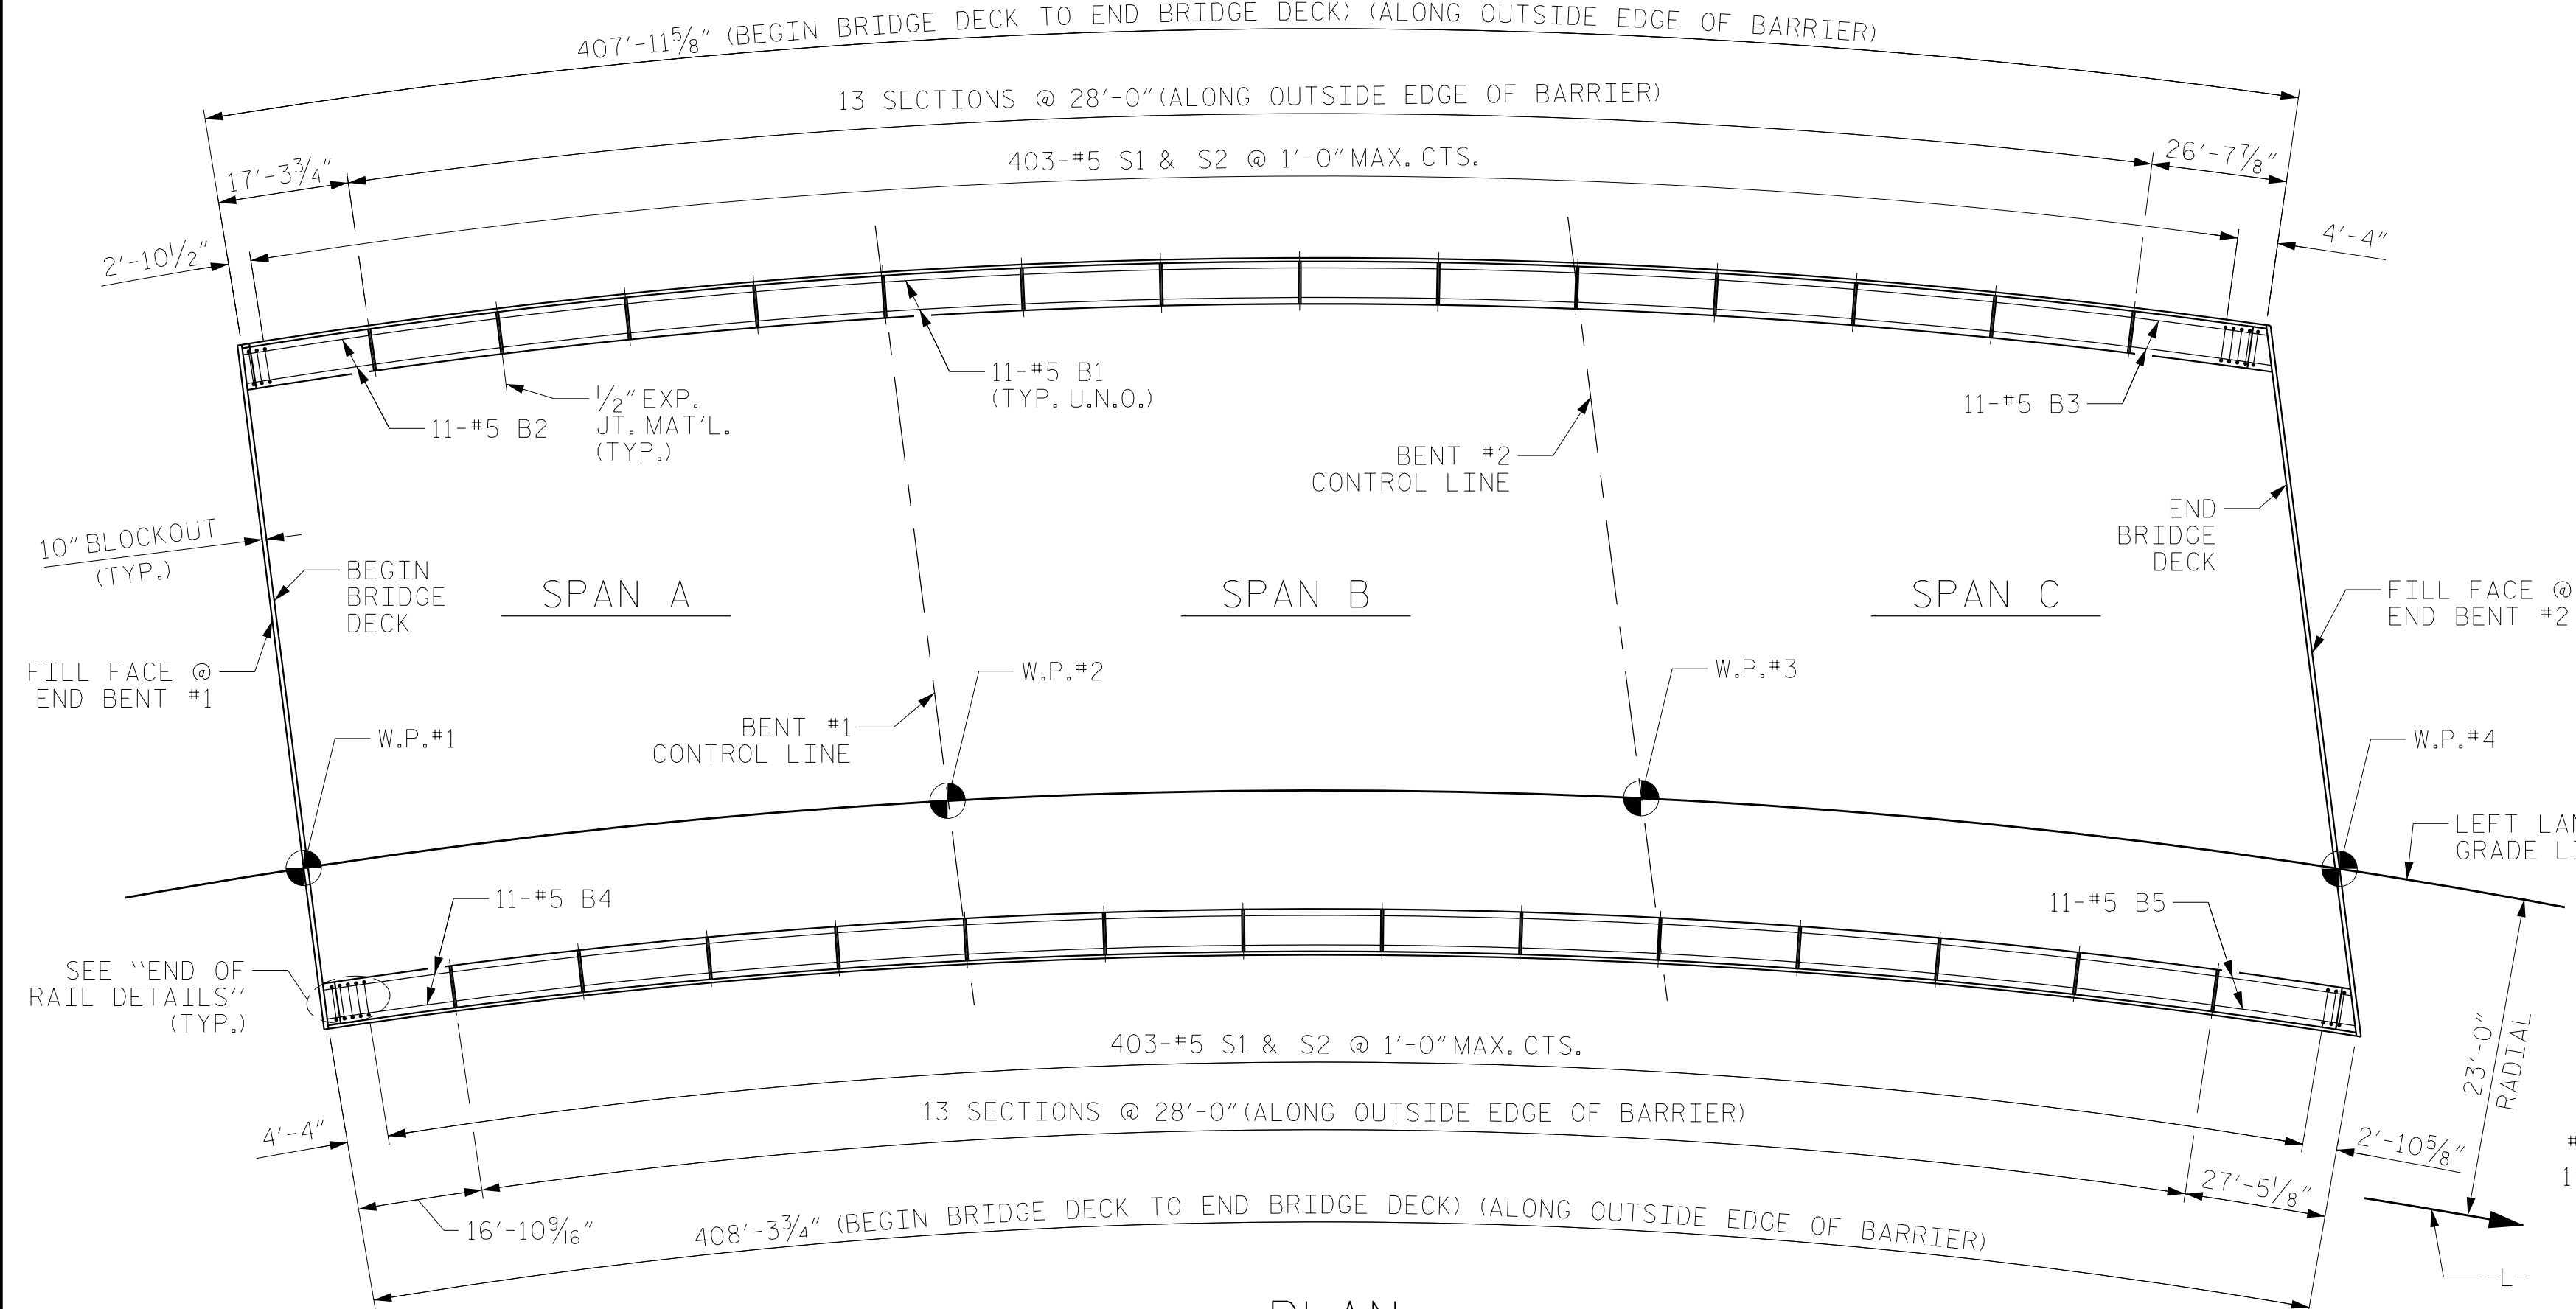 407'-11⅝" (BEGIN BRIDGE DECK TO END BRIDGE DECK) (ALONG OUTSIDE EDGE OF BARRIER)
13 SECTIONS @ 28'-0" (ALONG OUTSIDE EDGE OF BARRIER)
17'-3¾"
403-#5 S1 & S2 @ 1'-0" MAX. CTS.
26'-7⅞"
2'-10½"
4'-4"
11-#5 B2
½" EXP.
JT. MAT'L.
(TYP.)
11-#5 B1
(TYP. U.N.O.)
11-#5 B3
BENT #2
CONTROL LINE
END
BRIDGE
DECK
10" BLOCKOUT
(TYP.)
BEGIN
BRIDGE
DECK
SPAN A
SPAN B
SPAN C
FILL FACE @
END BENT #2
FILL FACE @
END BENT #1
W.P.#1
BENT #1
CONTROL LINE
W.P.#2
W.P.#3
W.P.#4
LEFT
GRADE
11-#5 B4
11-#5 B5
SEE "END OF
RAIL DETAILS"
(TYP.)
23'-0"
RADIAL
403-#5 S1 & S2 @ 1'-0" MAX. CTS.
4'-4"
13 SECTIONS @ 28'-0" (ALONG OUTSIDE EDGE OF BARRIER)
2'-10⅝"
27'-5⅛"
16'-10 9/16"
408'-3¾" (BEGIN BRIDGE DECK TO END BRIDGE DECK) (ALONG OUTSIDE EDGE OF BARRIER)
-L-
PLAN